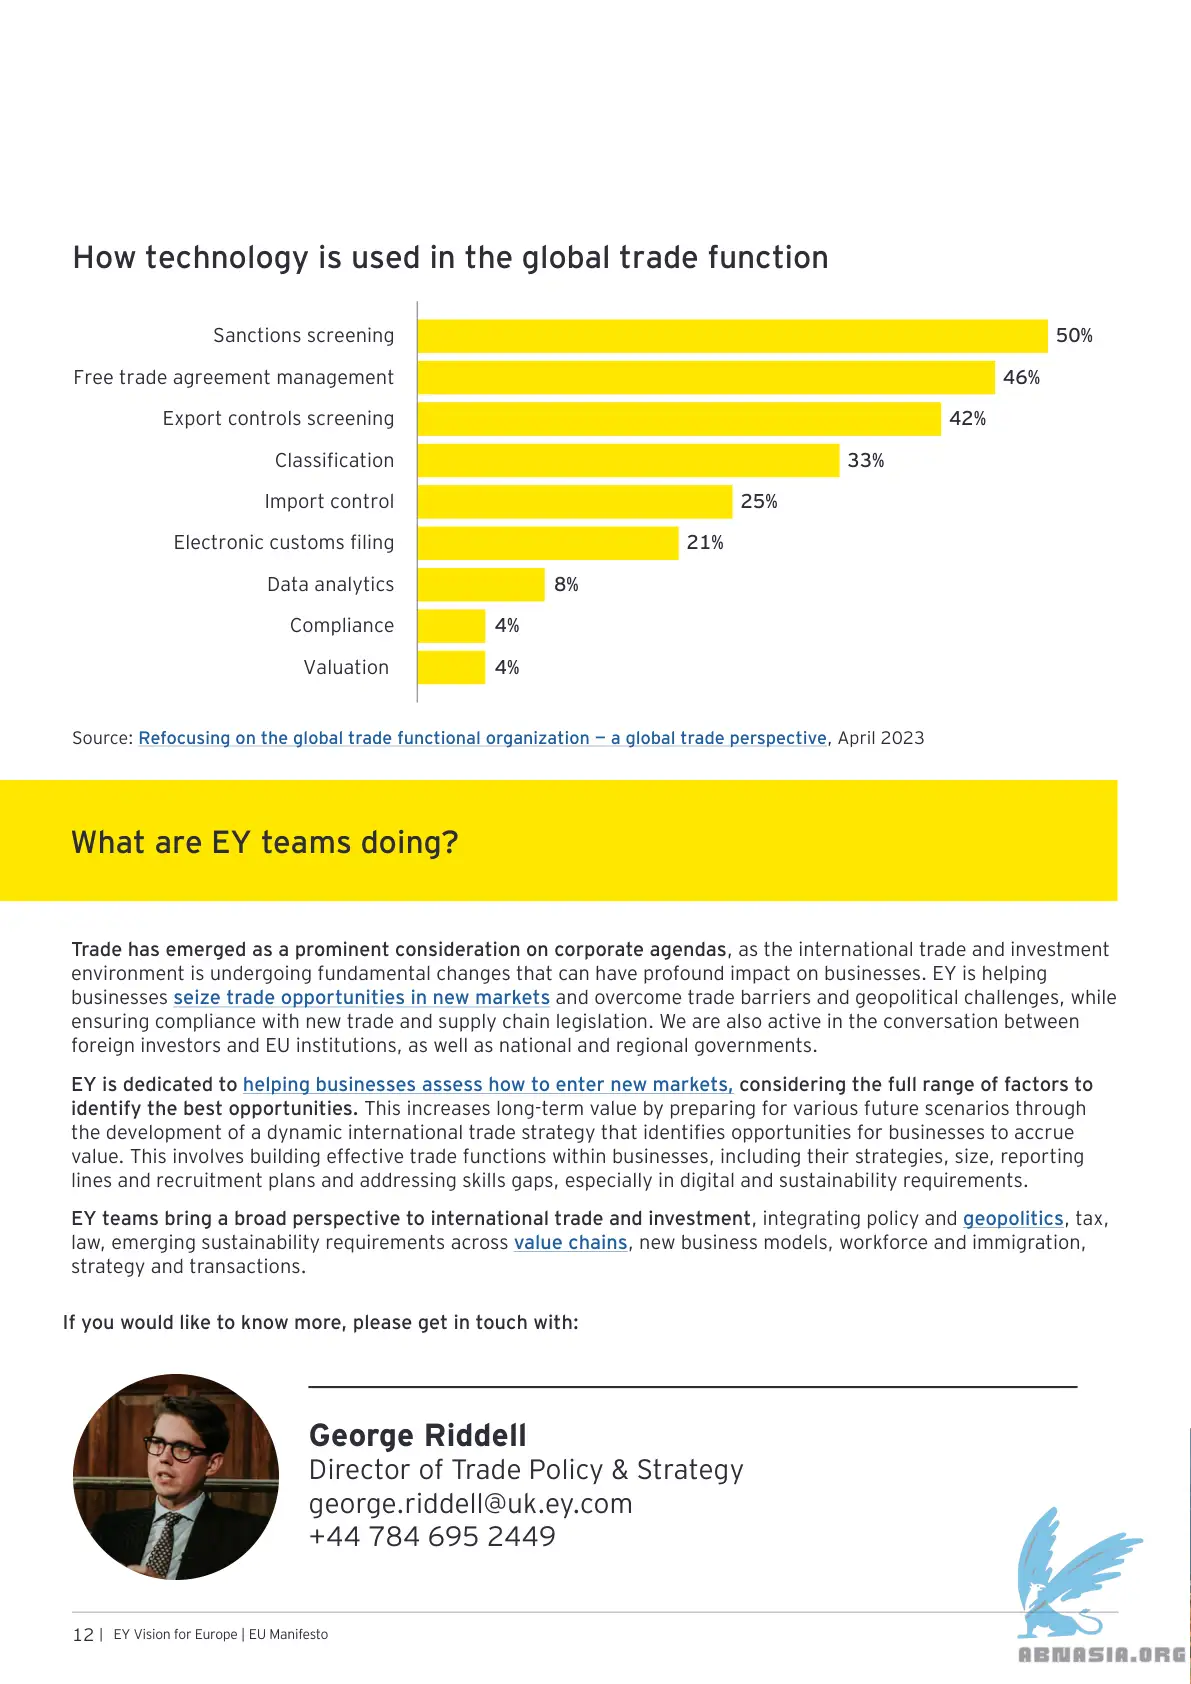 How technology is used in the global trade function
Sanctions screening 50%
Free trade agreement management 46%
Export controls screening 42%
Classification 33%
Import control 25%
Electronic customs filing 21%
Data analytics 8%
Compliance 4%
Valuation 4%
Source: Refocusing on the global trade functional organization — a global trade perspective, April 2023
What are EY teams doing?
Trade has emerged as a prominent consideration on corporate agendas, as the international trade and investment
environment is undergoing fundamental changes that can have profound impact on businesses. EY is helping
businesses seize trade opportunities in new markets and overcome trade barriers and geopolitical challenges, while
ensuring compliance with new trade and supply chain legislation. We are also active in the conversation between
foreign investors and EU institutions, as well as national and regional governments.
EY is dedicated to helping businesses assess how to enter new markets, considering the full range of factors to
identify the best opportunities. This increases long-term value by preparing for various future scenarios through
the development of a dynamic international trade strategy that identifies opportunities for businesses to accrue
value. This involves building effective trade functions within businesses, including their strategies, size, reporting
lines and recruitment plans and addressing skills gaps, especially in digital and sustainability requirements.
EY teams bring a broad perspective to international trade and investment, integrating policy and geopolitics, tax,
law, emerging sustainability requirements across value chains, new business models, workforce and immigration,
strategy and transactions.
If you would like to know more, please get in touch with:
George Riddell
Director of Trade Policy & Strategy
george.riddell@uk.ey.com
+44 784 695 2449
12 | EY Vision for Europe | EU Manifesto
ABNASIA.ORG